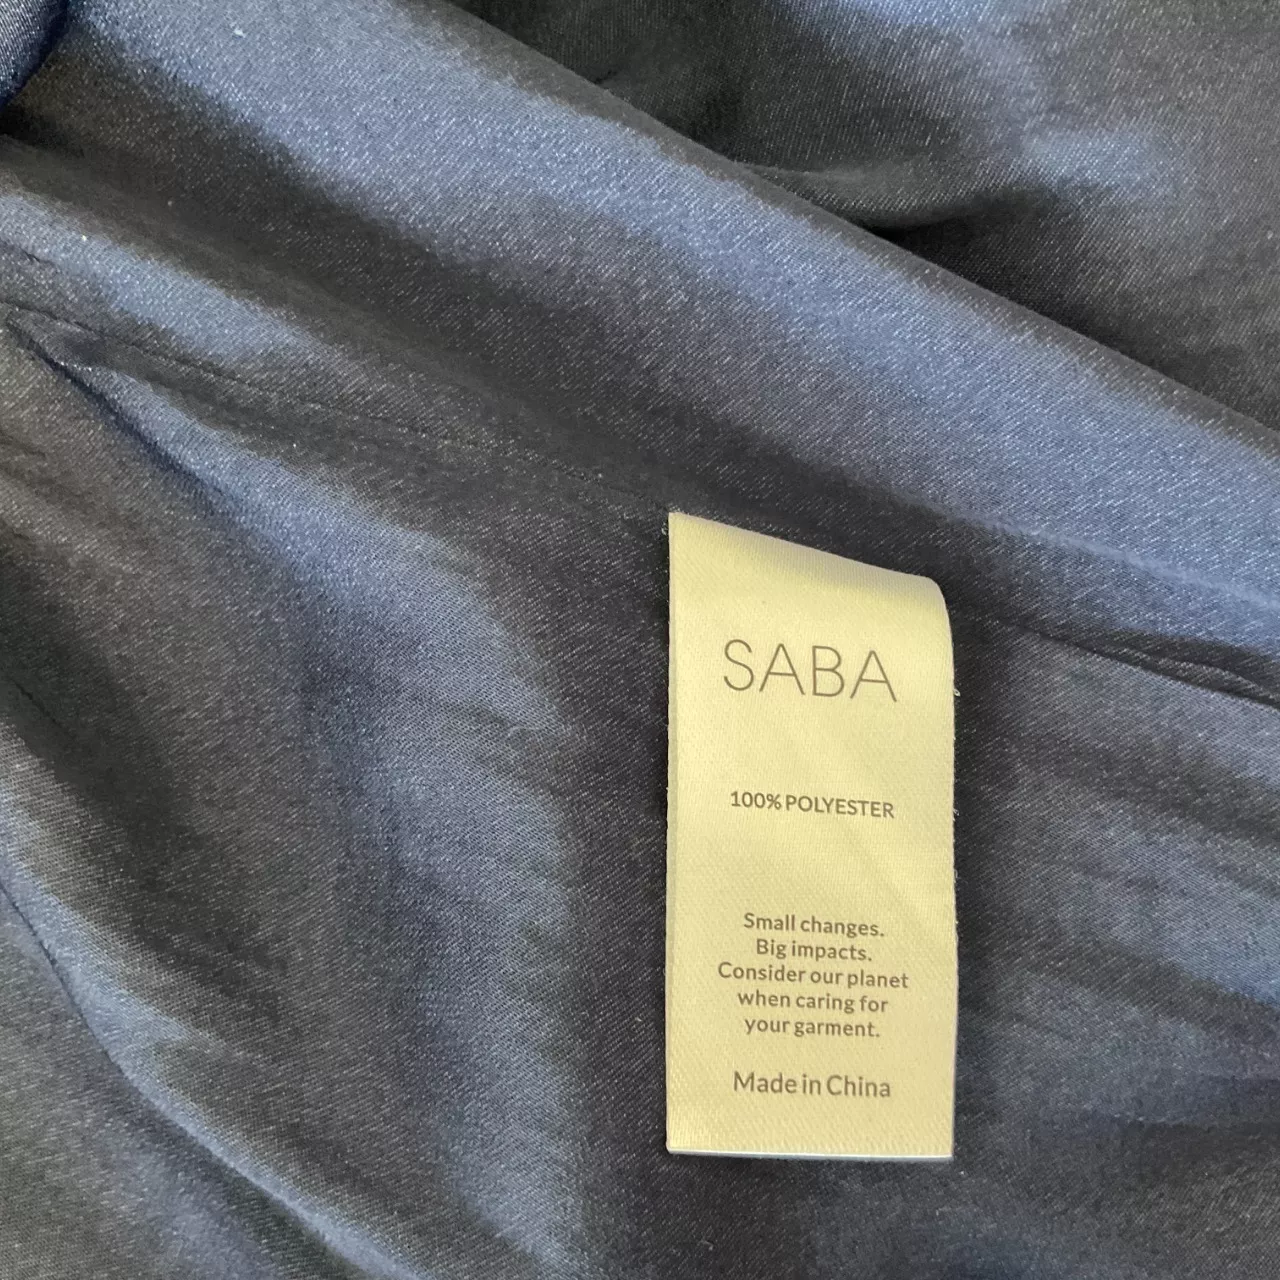 SABA
100% POLYESTER
Small changes.
Big impacts.
Consider our planet
when caring for
your garment.
Made in China